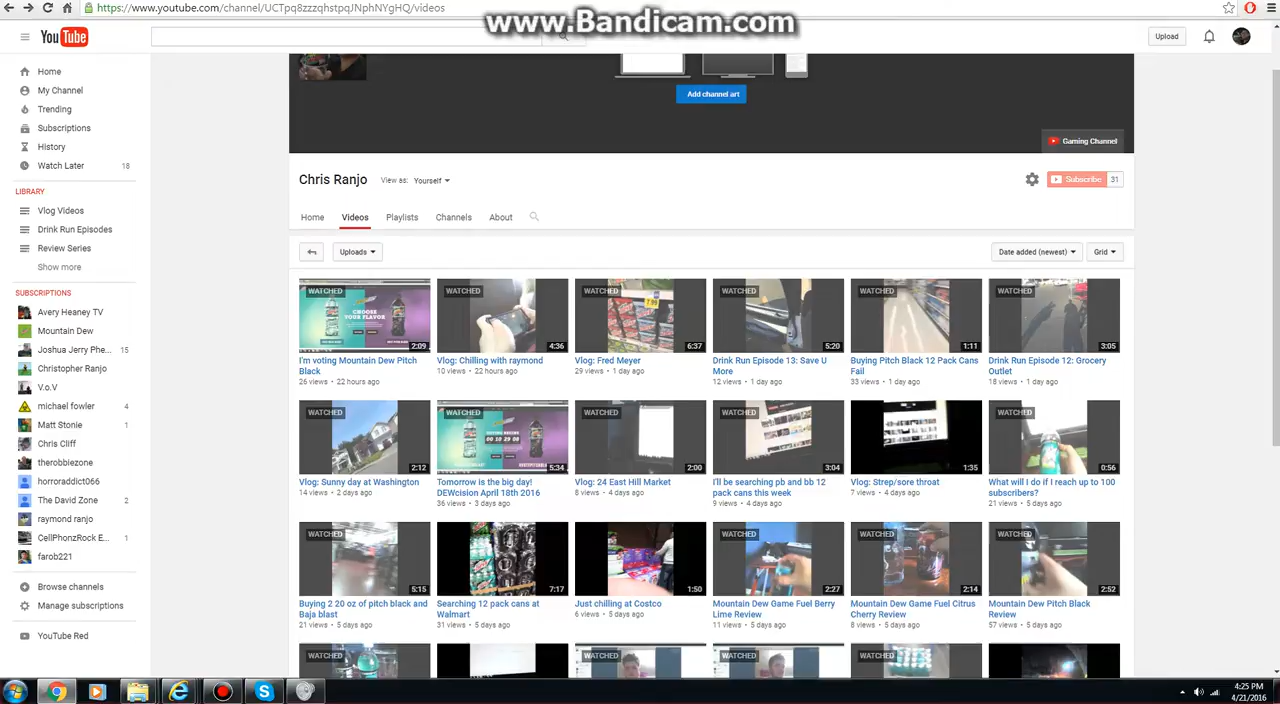 https://www.youtube.com/channel/UCTpq8zzzqhstpqJNphNYgHQ/videos
www.Bandicam.com
YouTube
Upload
Home
My Channel
Trending
Subscriptions
History
Watch Later 18
LIBRARY
Vlog Videos
Drink Run Episodes
Review Series
Show more
SUBSCRIPTIONS
Avery Heaney TV
Mountain Dew
Joshua Jerry Phe... 15
Christopher Ranjo
V.o.V
michael fowler 4
Matt Stonie 1
Chris Cliff
therobbiezone
horroraddict066
The David Zone 2
raymond ranjo
CellPhonzRock E... 1
farob221
Browse channels
Manage subscriptions
YouTube Red
Add channel art
Gaming Channel
Chris Ranjo View as: Yourself
Subscribe 31
Home Videos Playlists Channels About
Uploads Date added (newest) Grid
WATCHED WATCHED WATCHED WATCHED WATCHED WATCHED
CHOOSE
YOUR FLAVOR
2:09 4:36 6:37 5:20 1:11 3:05
I'm voting Mountain Dew Pitch Black
26 views • 22 hours ago
Vlog: Chilling with raymond
10 views • 22 hours ago
Vlog: Fred Meyer
29 views • 1 day ago
Drink Run Episode 13: Save U More
12 views • 1 day ago
Buying Pitch Black 12 Pack Cans Fail
33 views • 1 day ago
Drink Run Episode 12: Grocery Outlet
18 views • 1 day ago
WATCHED WATCHED WATCHED WATCHED WATCHED
2:12 5:34 2:00 3:04 1:35 0:56
Vlog: Sunny day at Washington
14 views • 2 days ago
Tomorrow is the big day! DEWcision April 18th 2016
36 views • 3 days ago
Vlog: 24 East Hill Market
8 views • 4 days ago
I'll be searching pb and bb 12 pack cans this week
9 views • 4 days ago
Vlog: Strep/sore throat
7 views • 4 days ago
What will I do if I reach up to 100 subscribers?
21 views • 5 days ago
WATCHED WATCHED WATCHED WATCHED
5:15 7:17 1:50 2:27 2:14 2:52
Buying 2 20 oz of pitch black and Baja blast
21 views • 5 days ago
Searching 12 pack cans at Walmart
31 views • 5 days ago
Just chilling at Costco
6 views • 5 days ago
Mountain Dew Game Fuel Berry Lime Review
11 views • 5 days ago
Mountain Dew Game Fuel Citrus Cherry Review
8 views • 5 days ago
Mountain Dew Pitch Black Review
57 views • 5 days ago
WATCHED WATCHED WATCHED WATCHED
4:25 PM
4/21/2016